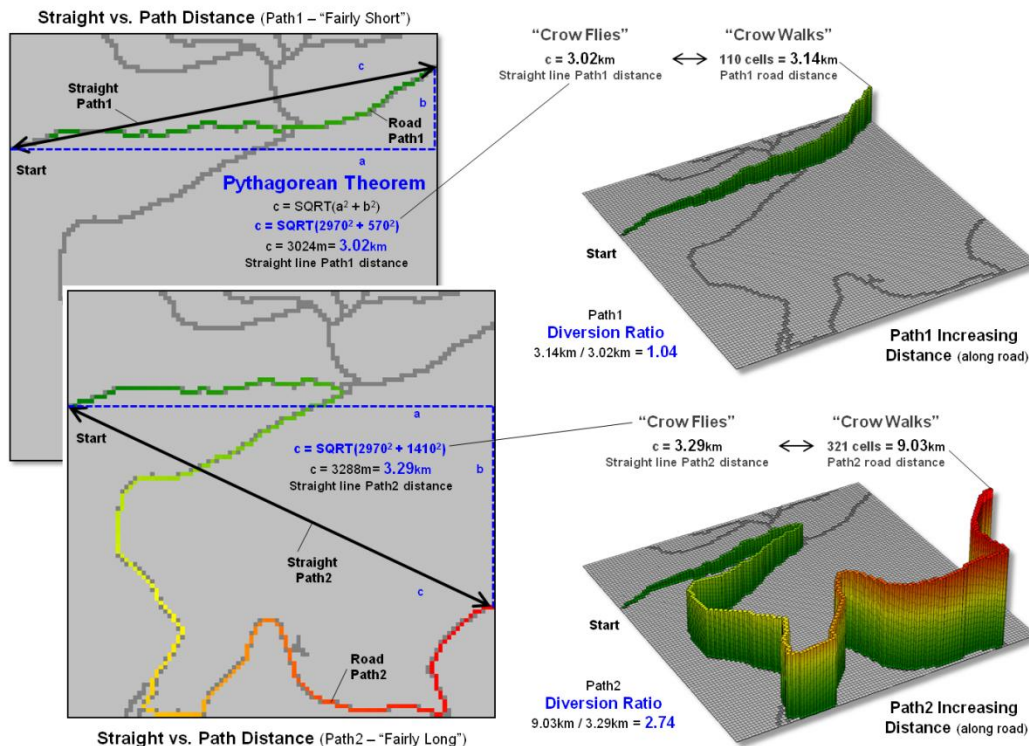 Straight vs. Path Distance (Path1 – “Fairly Short”)
c
Straight
Path1
b
Road
Path1
Start
a
Pythagorean Theorem
c = SQRT(a² + b²)
c = SQRT(2970² + 570²)
c = 3024m= 3.02km
Straight line Path1 distance
“Crow Flies”
c = 3.02km
Straight line Path1 distance
“Crow Walks”
110 cells = 3.14km
Path1 road distance
Start
Path1
Diversion Ratio
3.14km / 3.02km = 1.04
Path1 Increasing
Distance (along road)
a
Start
c = SQRT(2970² + 1410²)
c = 3288m= 3.29km
Straight line Path2 distance
b
Straight
Path2
c
Road
Path2
Straight vs. Path Distance (Path2 – “Fairly Long”)
“Crow Flies”
c = 3.29km
Straight line Path2 distance
“Crow Walks”
321 cells = 9.03km
Path2 road distance
Start
Path2
Diversion Ratio
9.03km / 3.29km = 2.74
Path2 Increasing
Distance (along road)